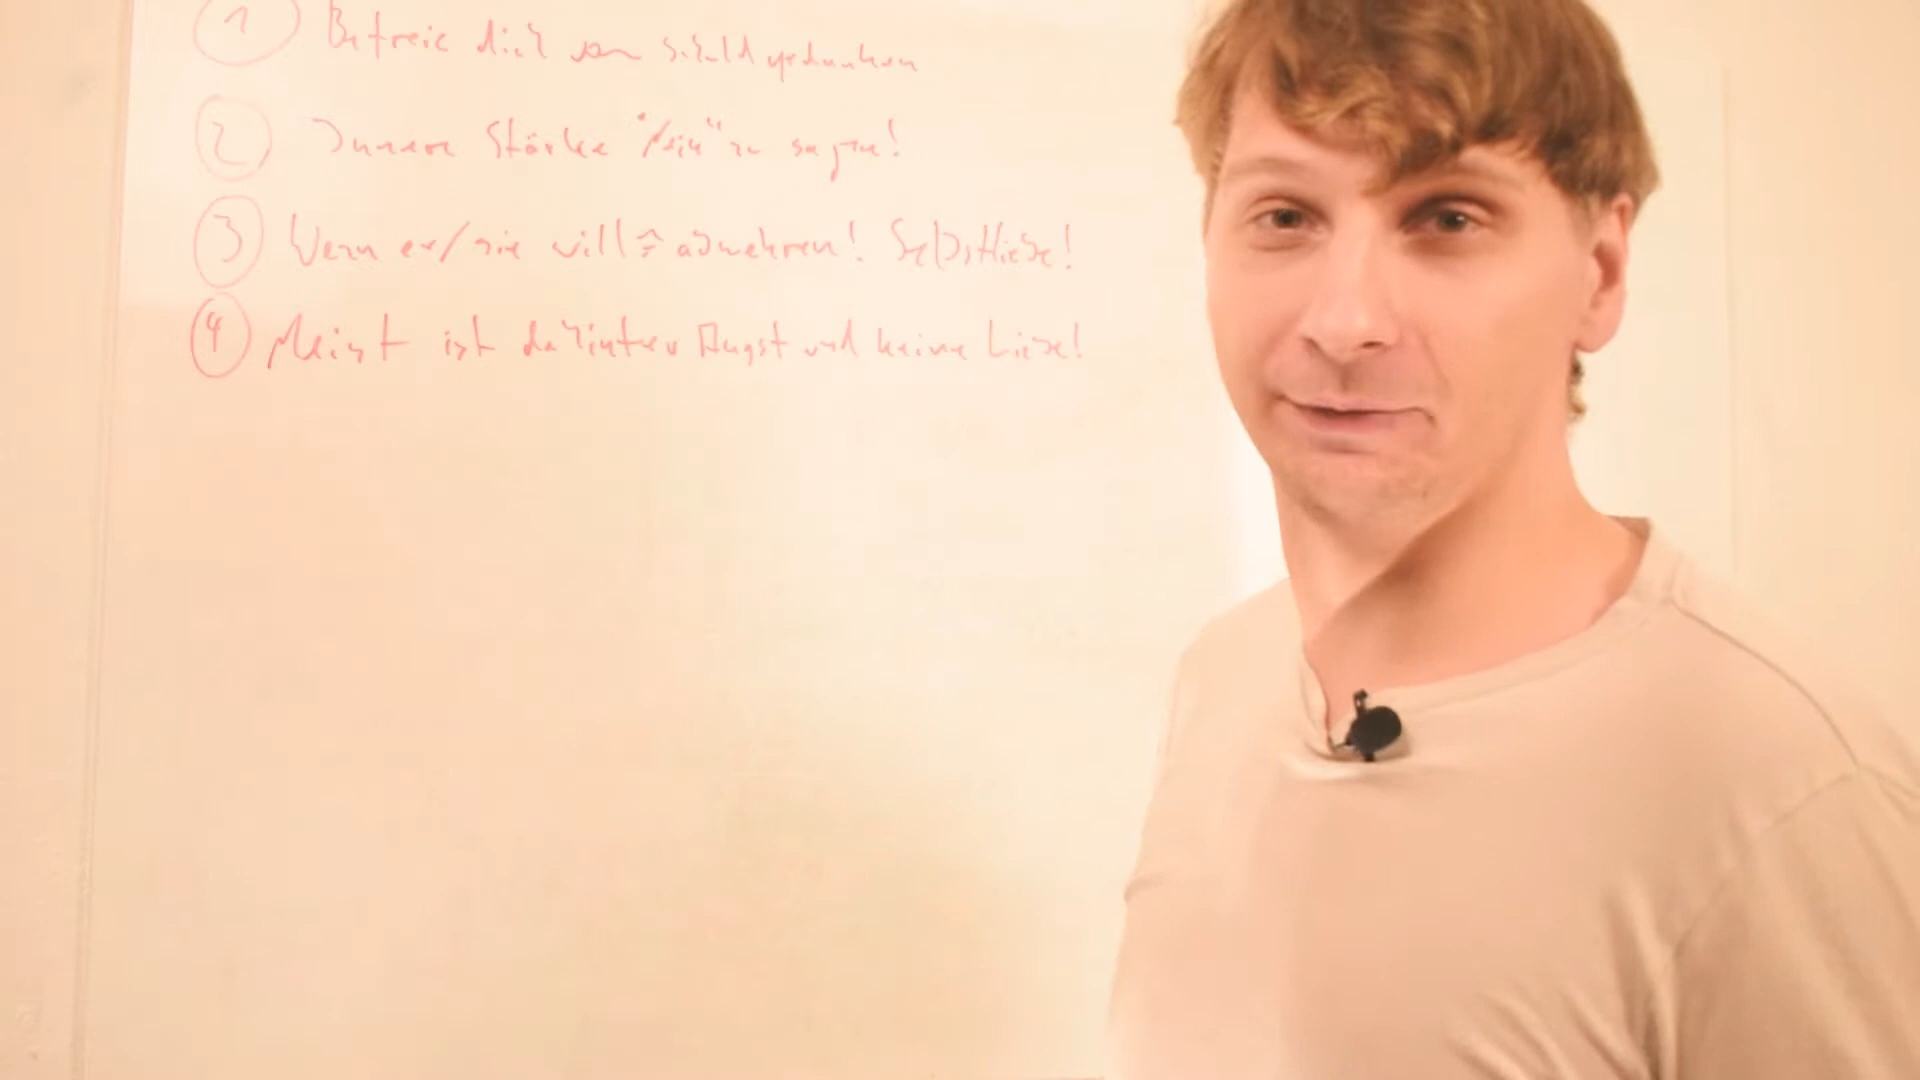 1 Befreie dich von Schuldgedanken
2 Innere Stärke "Nein" zu sagen!
3 Wenn er/sie will abwehren! Selbstliebe!
4 Meist ist dahinter Angst und keine Liebe!